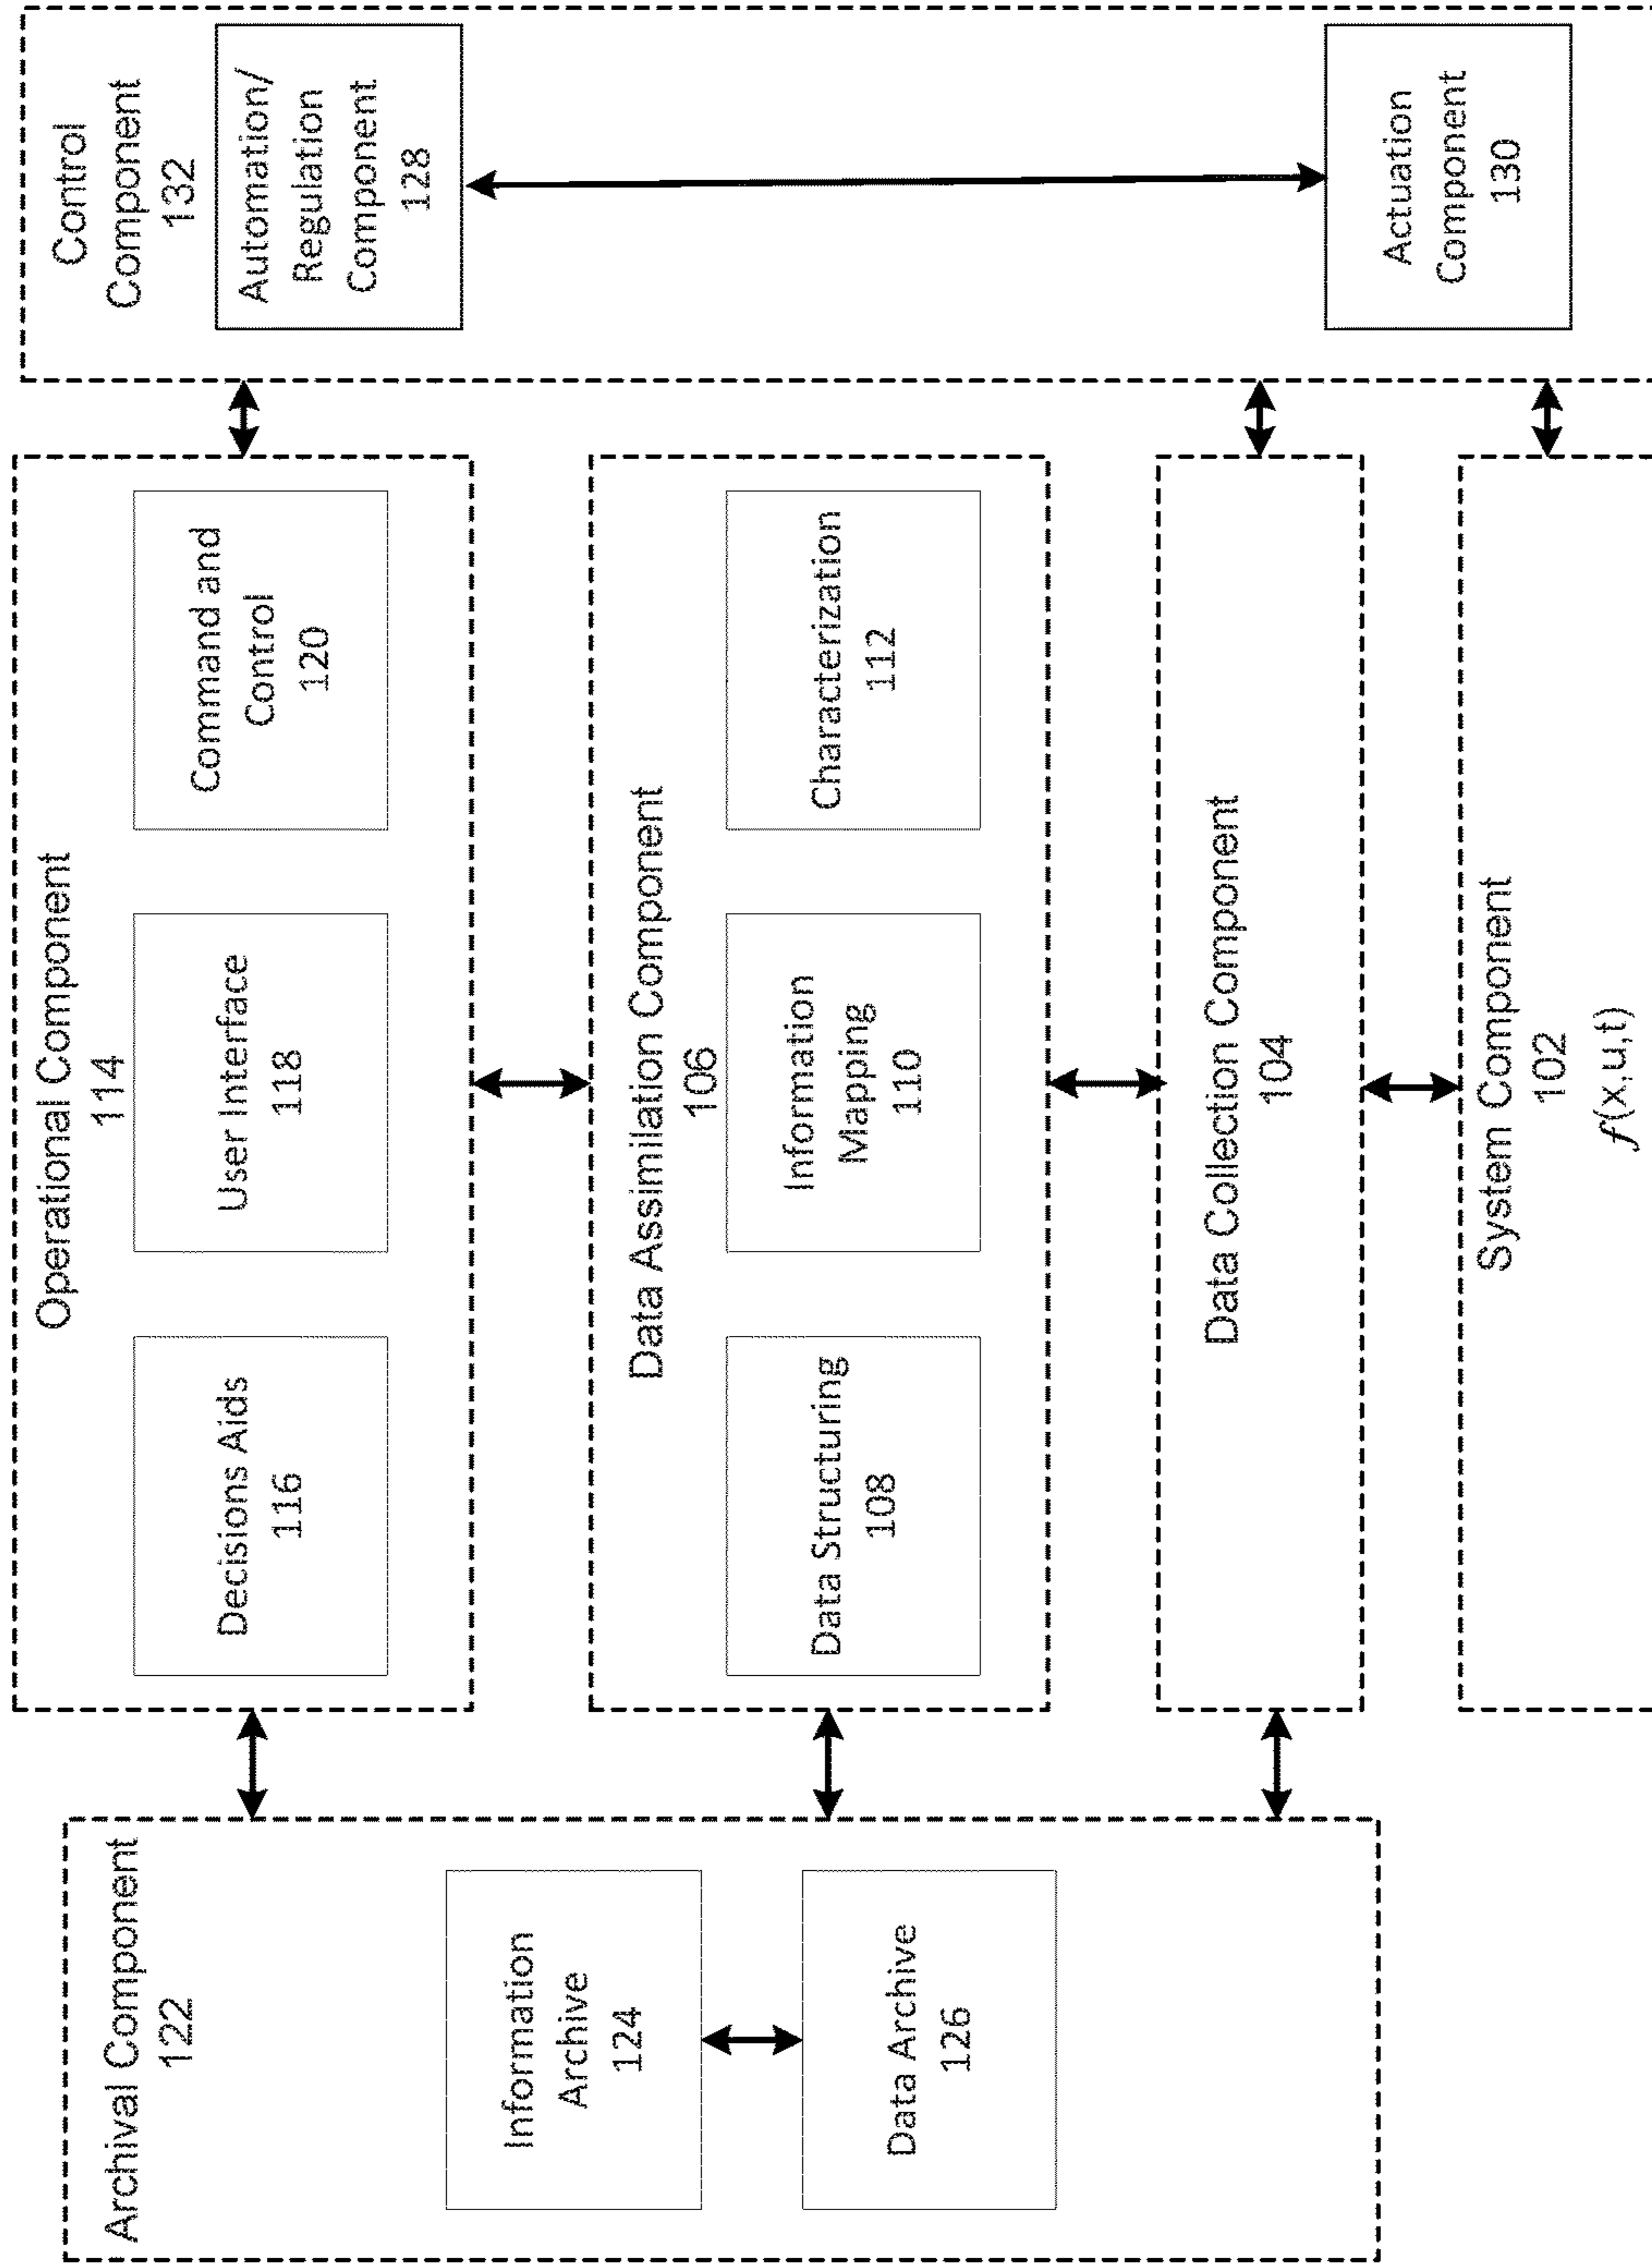 Archival Component
122
Information
Archive
124
Data Archive
126
Operational Component
114
Decisions Aids
116
User Interface
118
Command and
Control
120
Data Assimilation Component
106
Data Structuring
108
Information
Mapping
110
Characterization
112
Data Collection Component
104
System Component
102
f(x,u,t)
Control
Component
132
Automation/
Regulation
Component
128
Actuation
Component
130